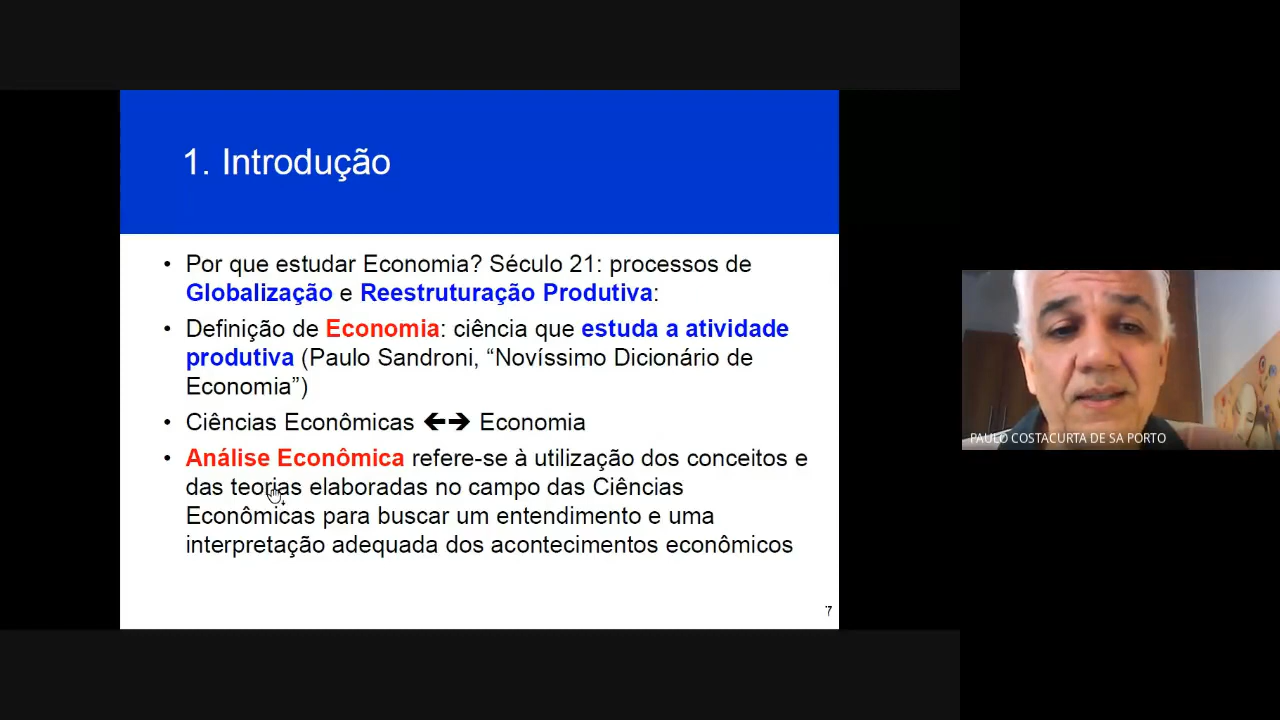 1. Introdução
• Por que estudar Economia? Século 21: processos de
Globalização e Reestruturação Produtiva:
• Definição de Economia: ciência que estuda a atividade
produtiva (Paulo Sandroni, “Novíssimo Dicionário de
Economia”)
• Ciências Econômicas 🡨🡪 Economia
• Análise Econômica refere-se à utilização dos conceitos e
das teorias elaboradas no campo das Ciências
Econômicas para buscar um entendimento e uma
interpretação adequada dos acontecimentos econômicos
7
PAULO COSTACURTA DE SA PORTO